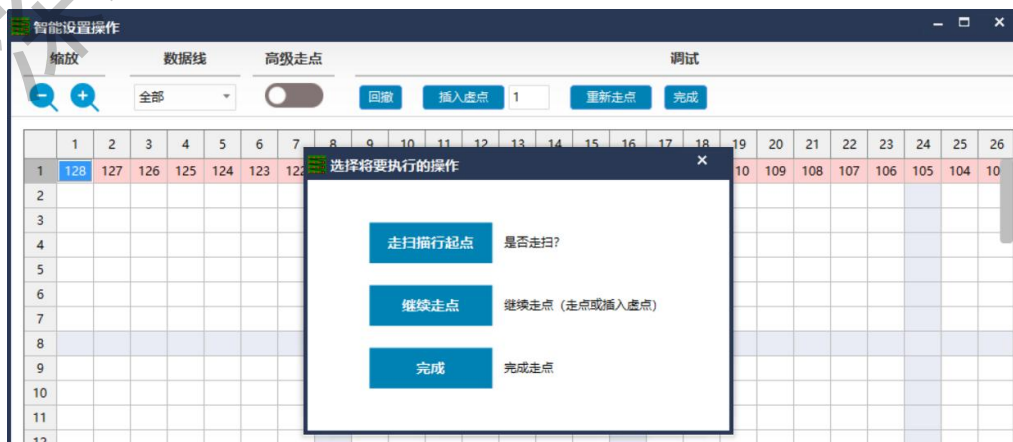 智能设置操作
缩放 数据线 高级走点 调试
全部 回撤 插入虚点 1 重新走点 完成
1 2 3 4 5 6 7 8 9 10 11 12 13 14 15 16 17 18 19 20 21 22 23 24 25 26
选择将要执行的操作
1 128 127 126 125 124 123 122 10 109 108 107 106 105 104 10
2
3
走扫描行起点 是否走扫?
4
5
6
继续走点 继续走点（走点或插入虚点）
7
8
9
完成 完成走点
10
11
12